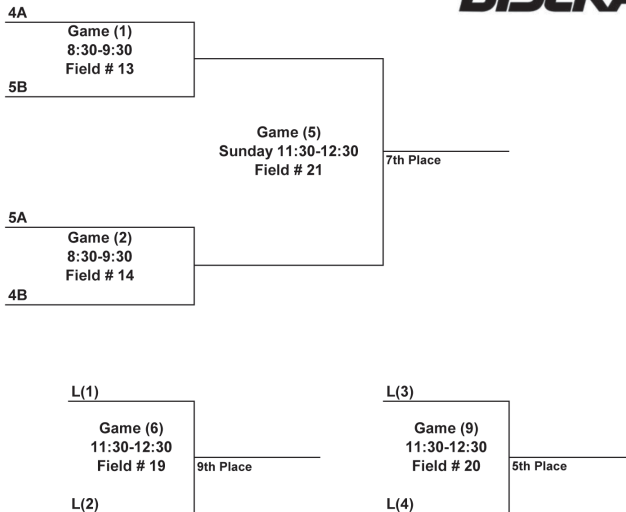 4A
Game (1)
8:30-9:30
Field # 13
5B
Game (5)
Sunday 11:30-12:30
Field # 21
7th Place
5A
Game (2)
8:30-9:30
Field # 14
4B
L(1)
Game (6)
11:30-12:30
Field # 19
9th Place
L(2)
L(3)
Game (9)
11:30-12:30
Field # 20
5th Place
L(4)